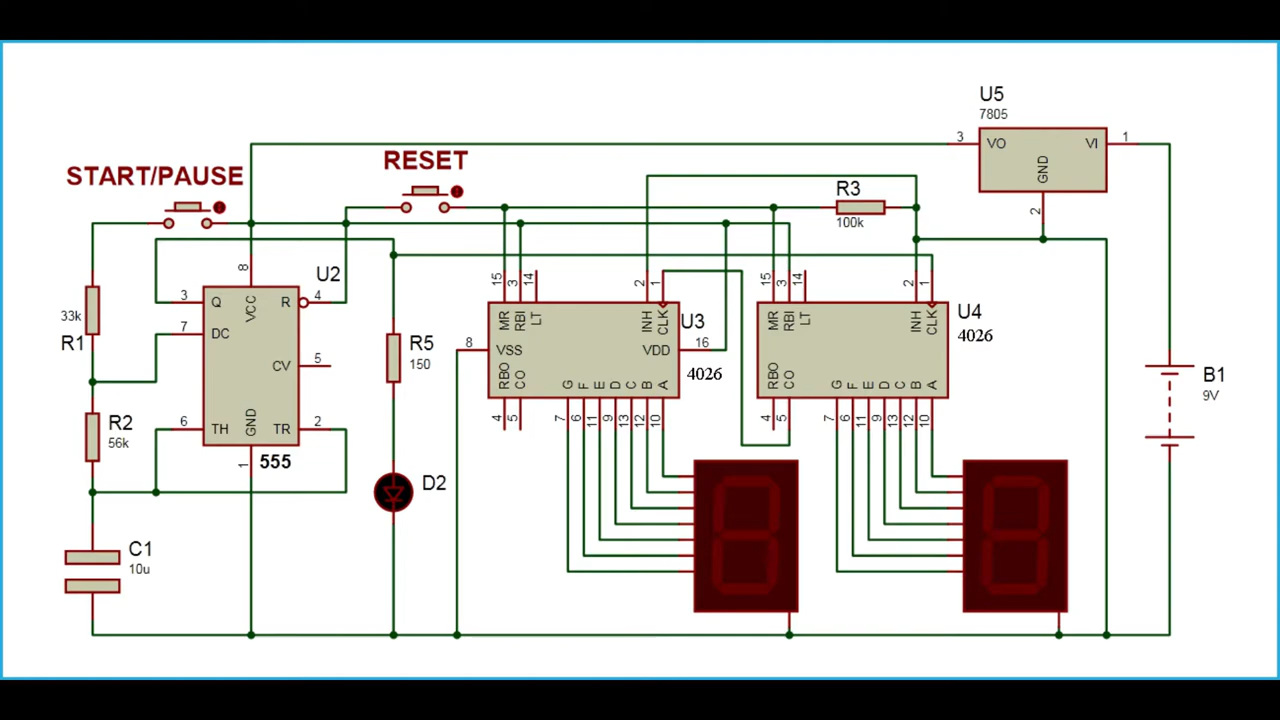 U5
7805
3 VO VI 1
GND
2
RESET
START/PAUSE
R3
100k
8
U2
3 Q VCC R 4
7 DC
CV 5
6 TH GND TR 2
1
555
33k
R1
R2
56k
C1
10u
R5
150
D2
15 3 14 2 1
MR RBI LT INH CLK
U3
8 VSS VDD 16
4026
RBO CO G F E D C B A
4 5 7 6 11 9 13 12 10
15 3 14 2 1
MR RBI LT INH CLK
U4
4026
RBO CO G F E D C B A
4 5 7 6 11 9 13 12 10
B1
9V